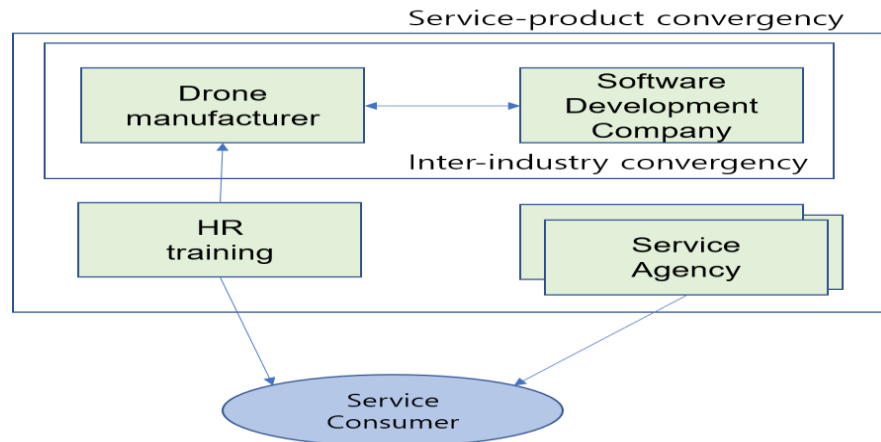 Service-product convergency
Drone
manufacturer
Software
Development
Company
Inter-industry convergency
HR
training
Service
Agency
Service
Consumer